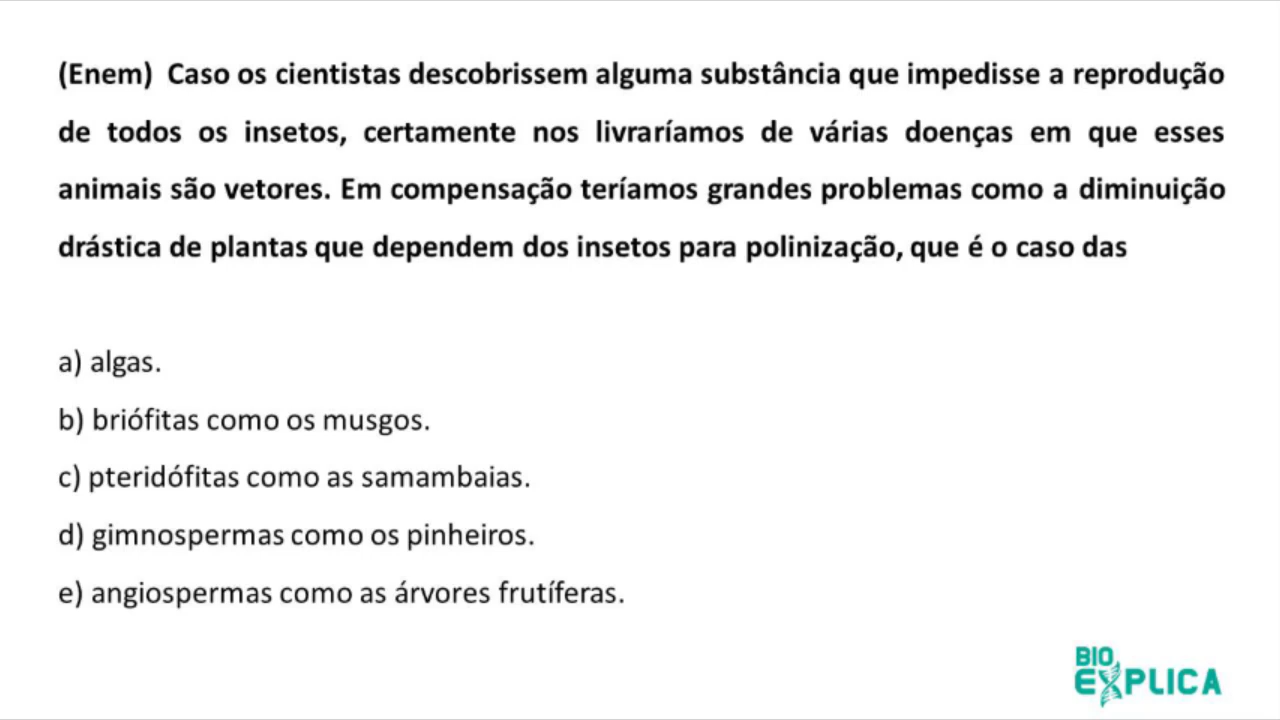 (Enem) Caso os cientistas descobrissem alguma substância que impedisse a reprodução
de todos os insetos, certamente nos livraríamos de várias doenças em que esses
animais são vetores. Em compensação teríamos grandes problemas como a diminuição
drástica de plantas que dependem dos insetos para polinização, que é o caso das
a) algas.
b) briófitas como os musgos.
c) pteridófitas como as samambaias.
d) gimnospermas como os pinheiros.
e) angiospermas como as árvores frutíferas.
BIO
EXPLICA